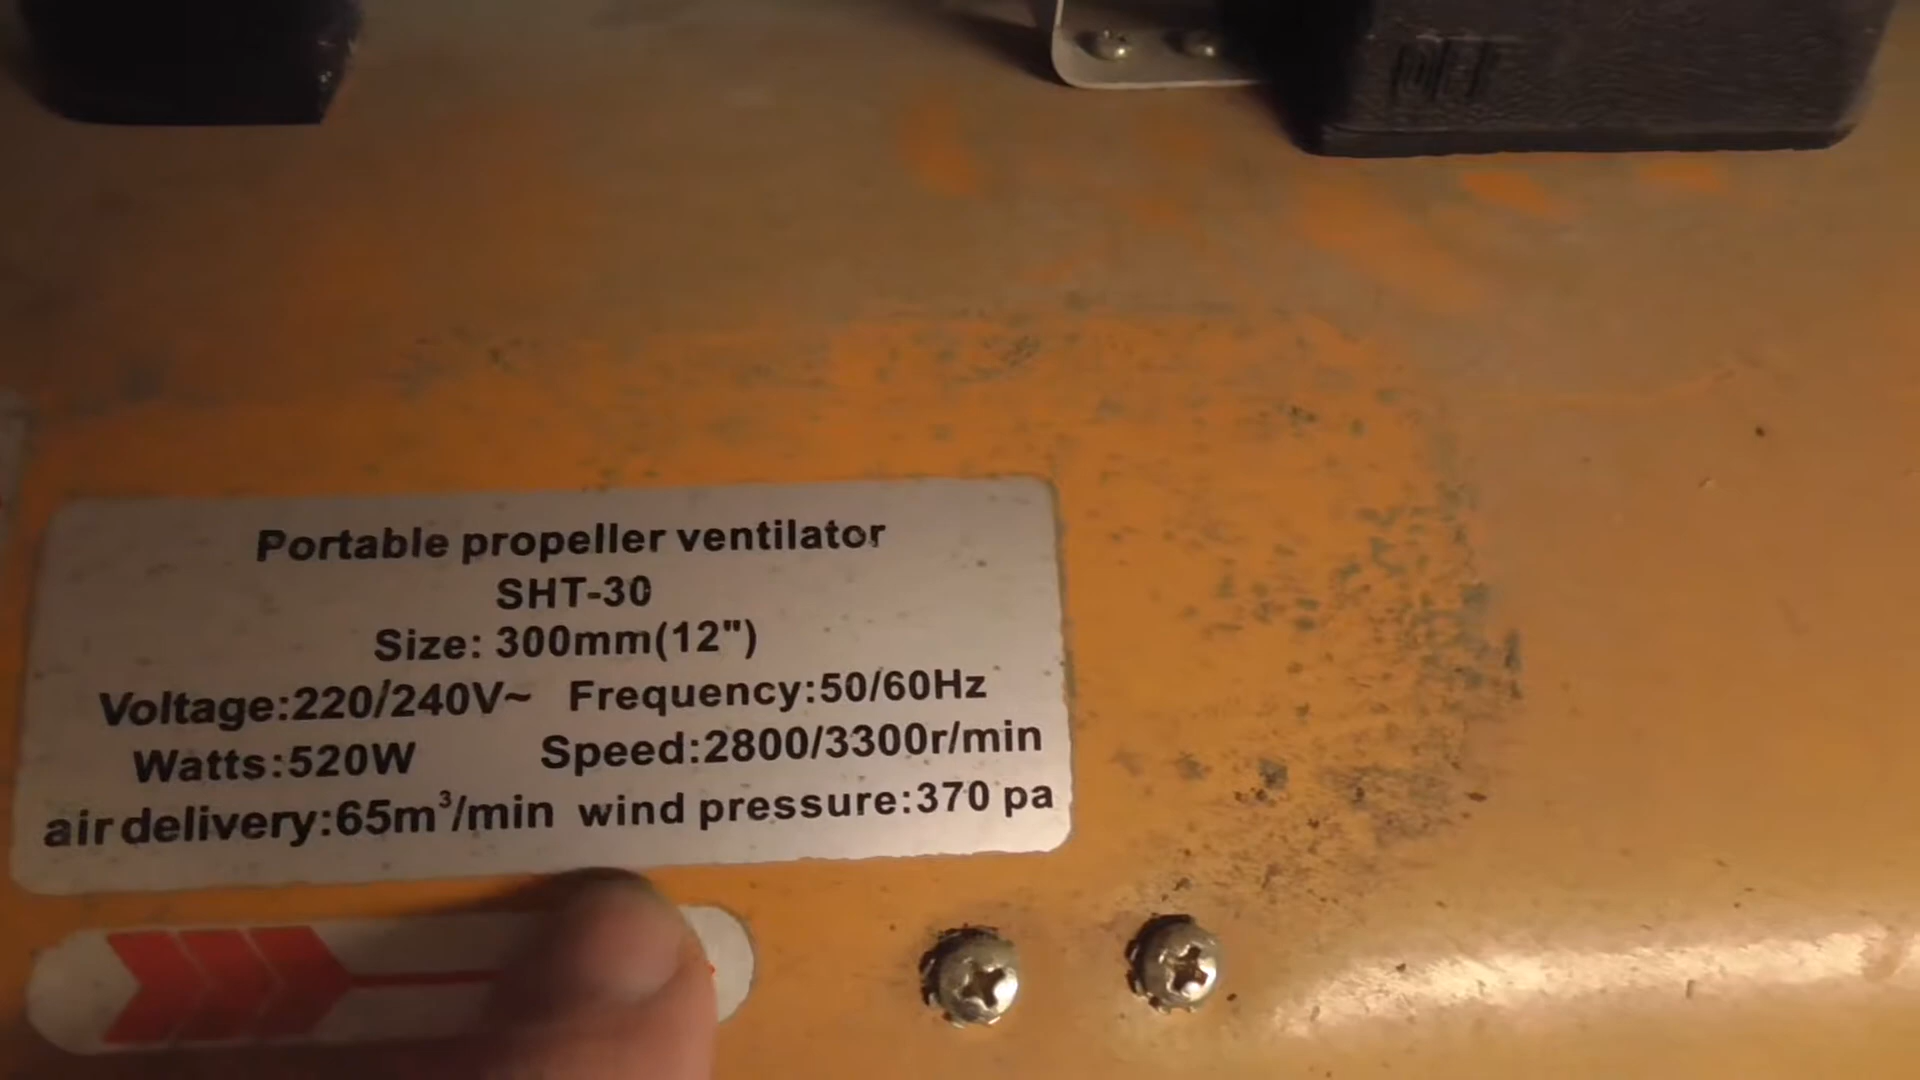 Portable propeller ventilator
SHT-30
Size: 300mm(12")
Voltage:220/240V~ Frequency:50/60Hz
Watts:520W Speed:2800/3300r/min
air delivery:65m³/min wind pressure:370 pa